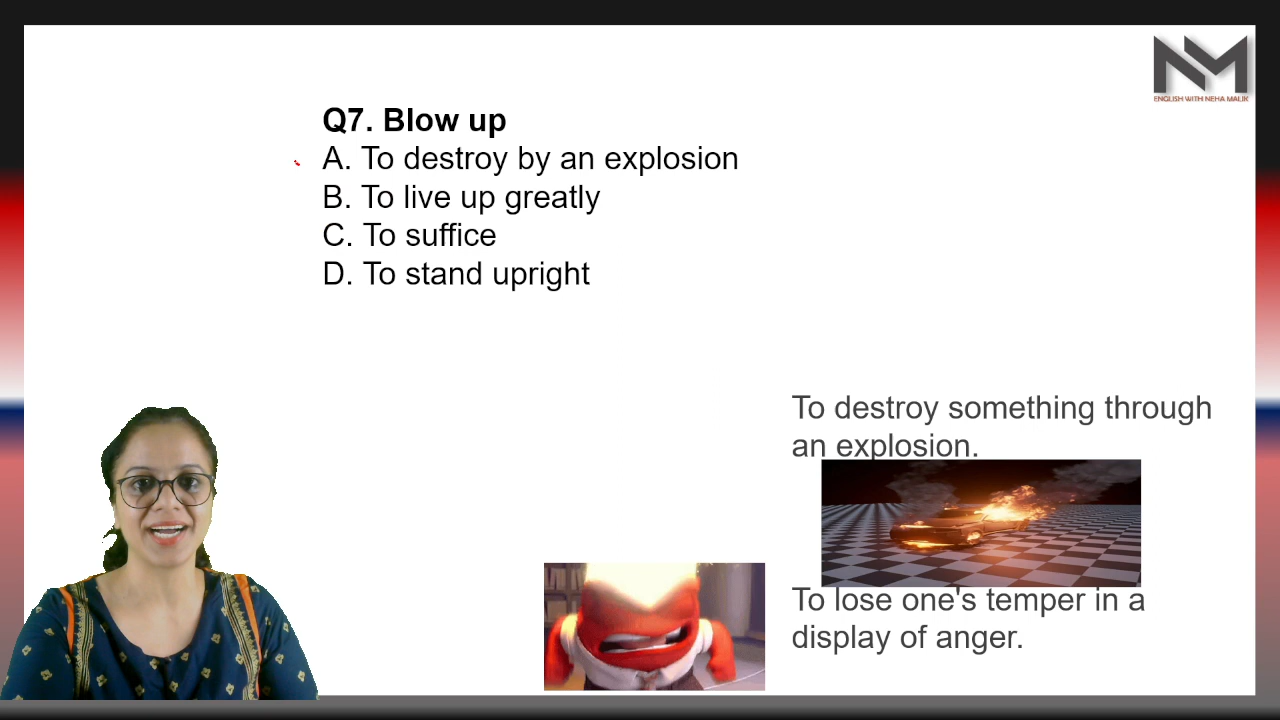 ENGLISH WITH NEHA MALIK
Q7. Blow up
A. To destroy by an explosion
B. To live up greatly
C. To suffice
D. To stand upright
To destroy something through
an explosion.
To lose one's temper in a
display of anger.